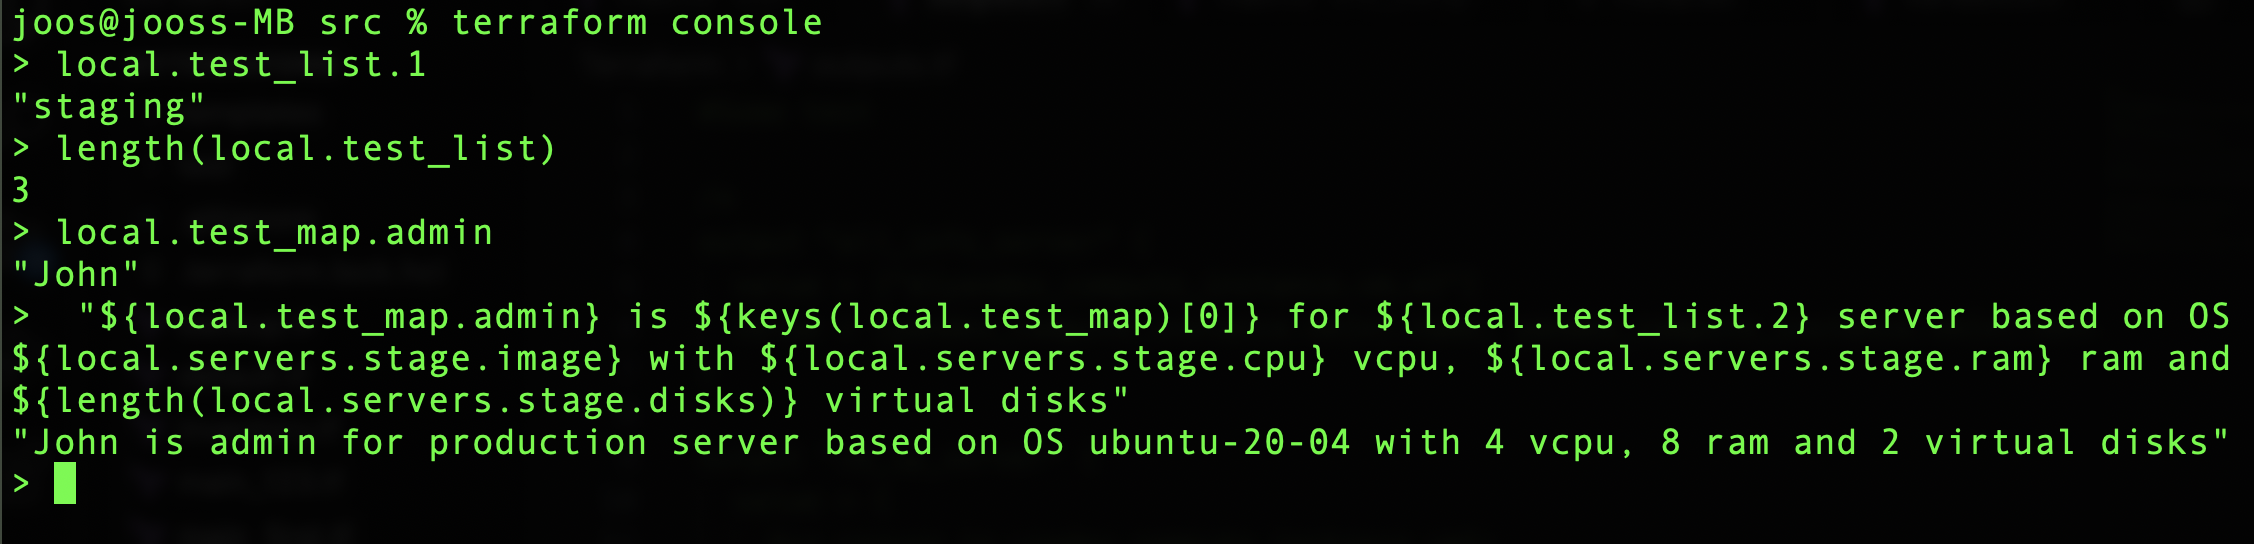 joos@jooss-MB src % terraform console
> local.test_list.1
"staging"
> length(local.test_list)
3
> local.test_map.admin
"John"
>  "${local.test_map.admin} is ${keys(local.test_map)[0]} for ${local.test_list.2} server based on OS
${local.servers.stage.image} with ${local.servers.stage.cpu} vcpu, ${local.servers.stage.ram} ram and
${length(local.servers.stage.disks)} virtual disks"
"John is admin for production server based on OS ubuntu-20-04 with 4 vcpu, 8 ram and 2 virtual disks"
>